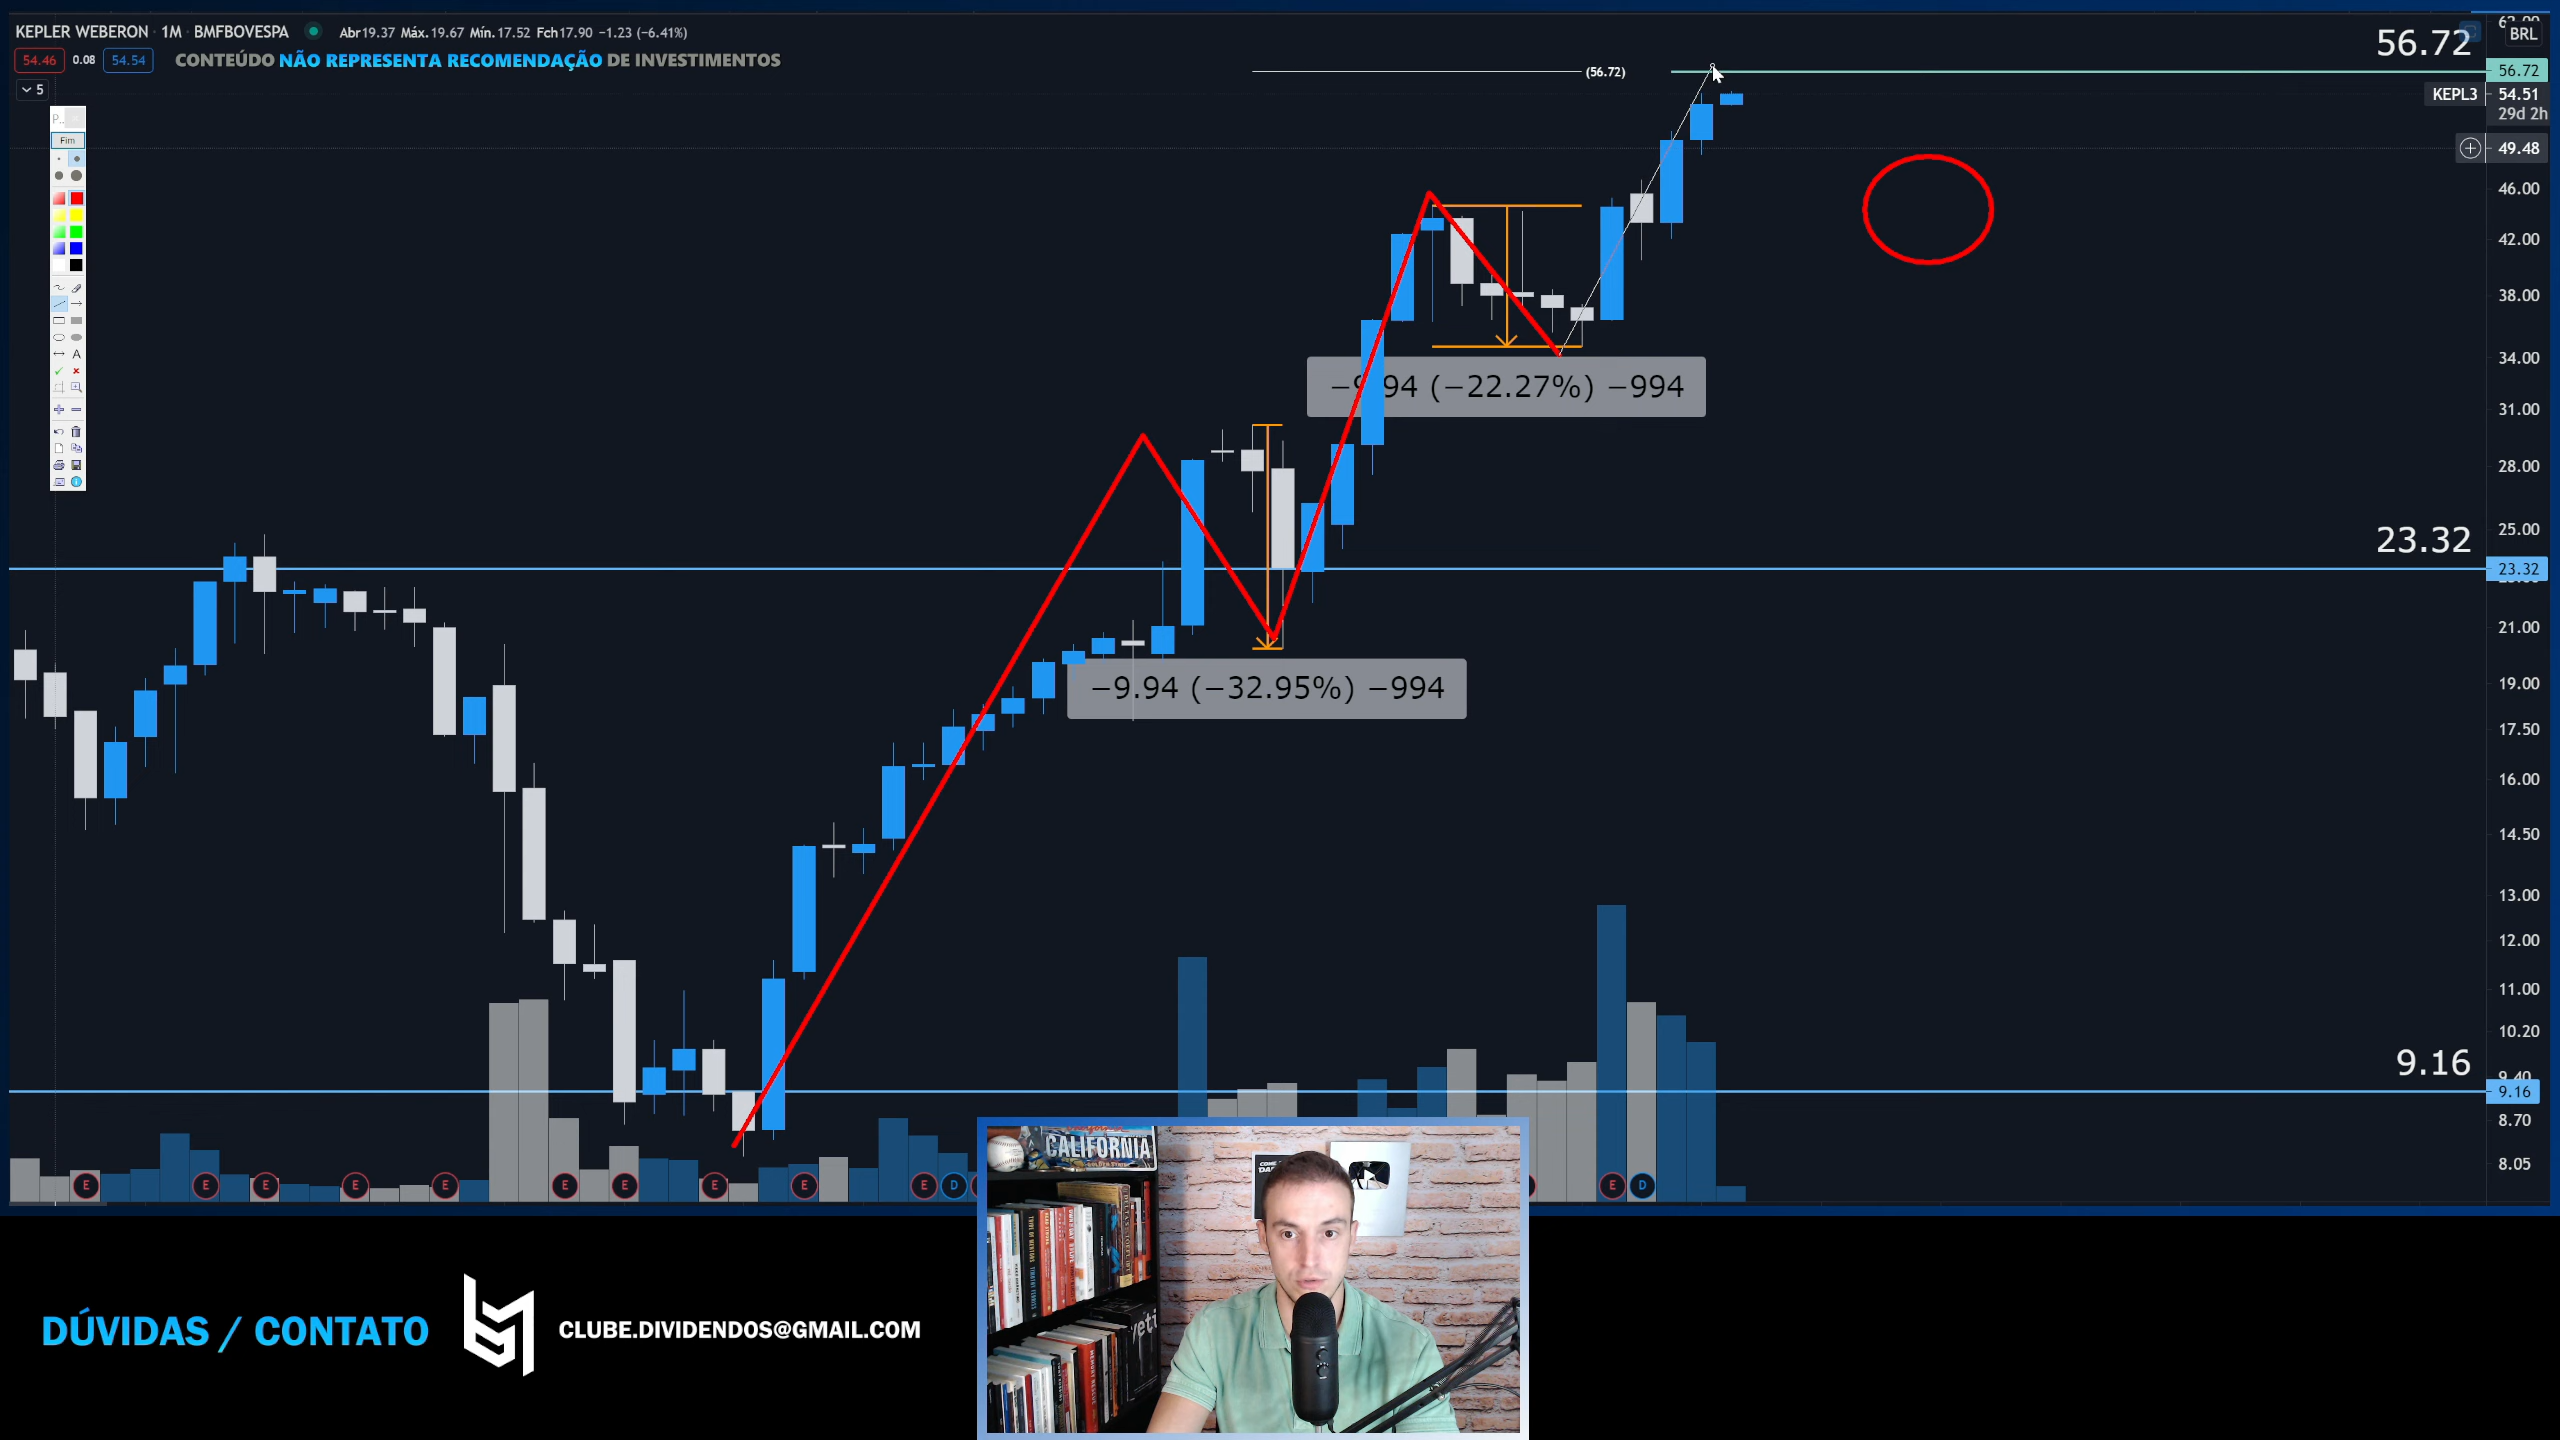 KEPLER WEBERON · 1M · BMFBOVESPA Abr19.37 Máx.19.67 Mín.17.52 Fch17.90 −1.23 (−6.41%)
54.46 0.08 54.54 CONTEÚDO NÃO REPRESENTA RECOMENDAÇÃO DE INVESTIMENTOS
5
Fim
A
(56.72)
56.72
BRL
56.72
KEPL3 54.51
29d 2h
49.48
46.00
42.00
38.00
34.00
31.00
28.00
25.00
23.32
23.32
21.00
19.00
17.50
16.00
14.50
13.00
12.00
11.00
10.20
9.40
9.16
9.16
8.70
8.05
94 (−22.27%) −994
−9.94 (−32.95%) −994
E E E E E E E E E E D E D
CALIFORNIA
DÚVIDAS / CONTATO
CLUBE.DIVIDENDOS@GMAIL.COM